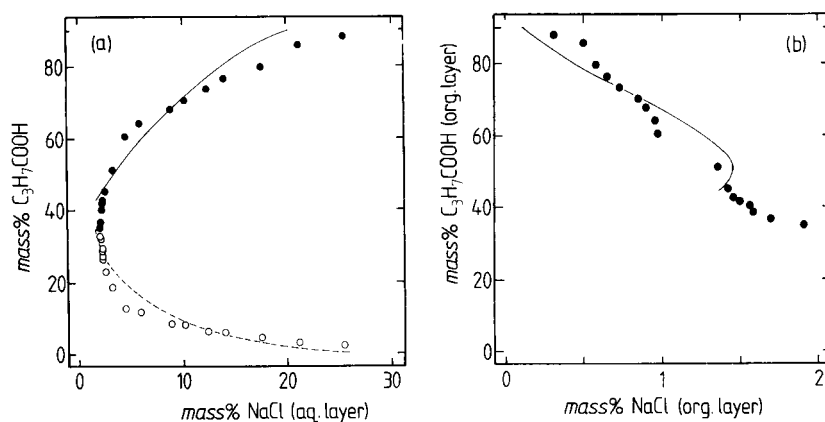 (a)
80
60
40
20
0
mass% C₃H₇COOH
0 10 20 30
mass% NaCl (aq. layer)
(b)
80
60
40
20
0
mass% C₃H₇COOH (org. layer)
0 1 2
mass% NaCl (org. layer)